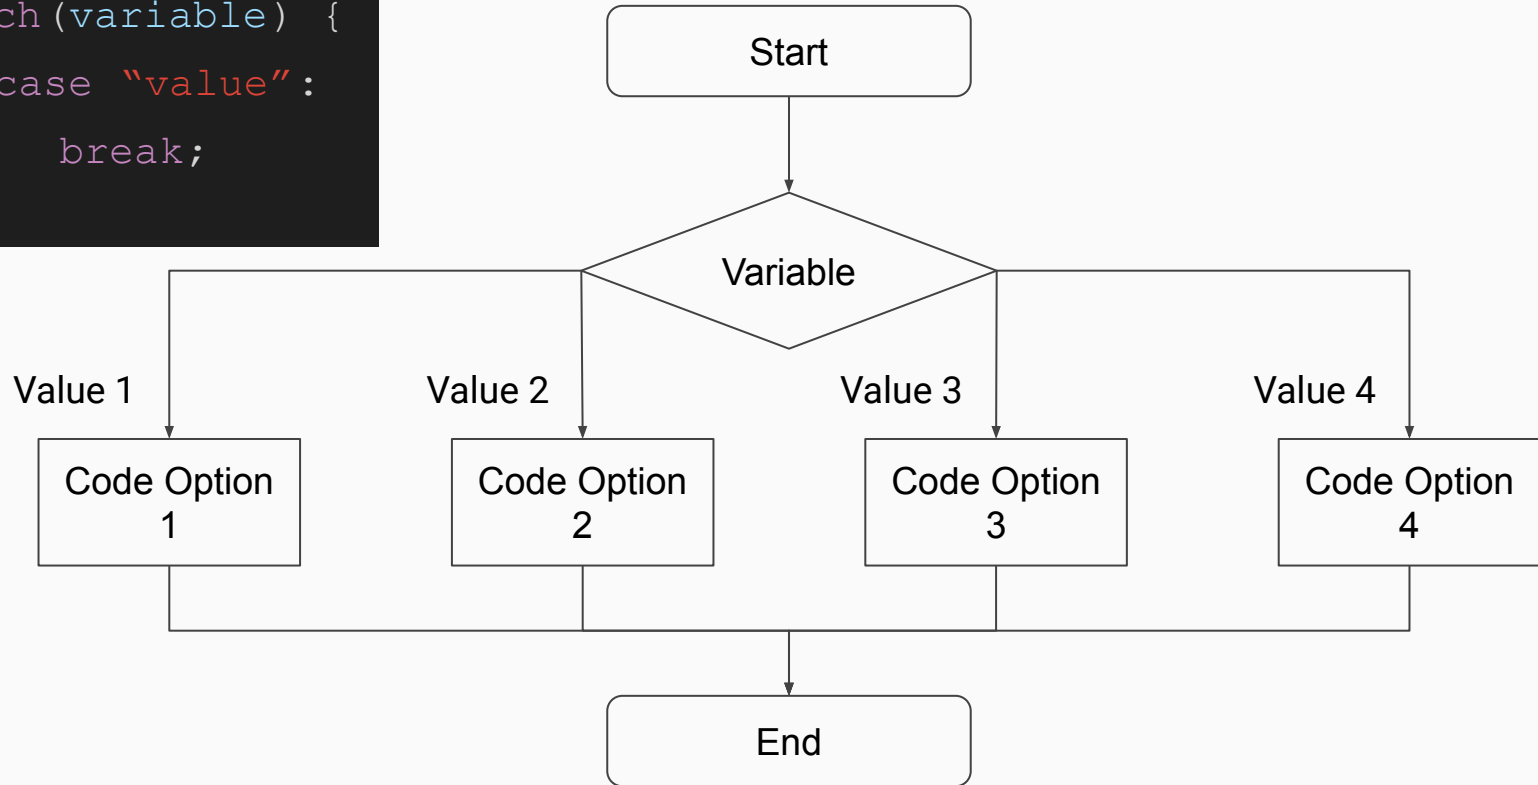 ch(variable) {
case “value”:
break;
Start
Variable
Value 1
Value 2
Value 3
Value 4
Code Option
1
Code Option
2
Code Option
3
Code Option
4
End